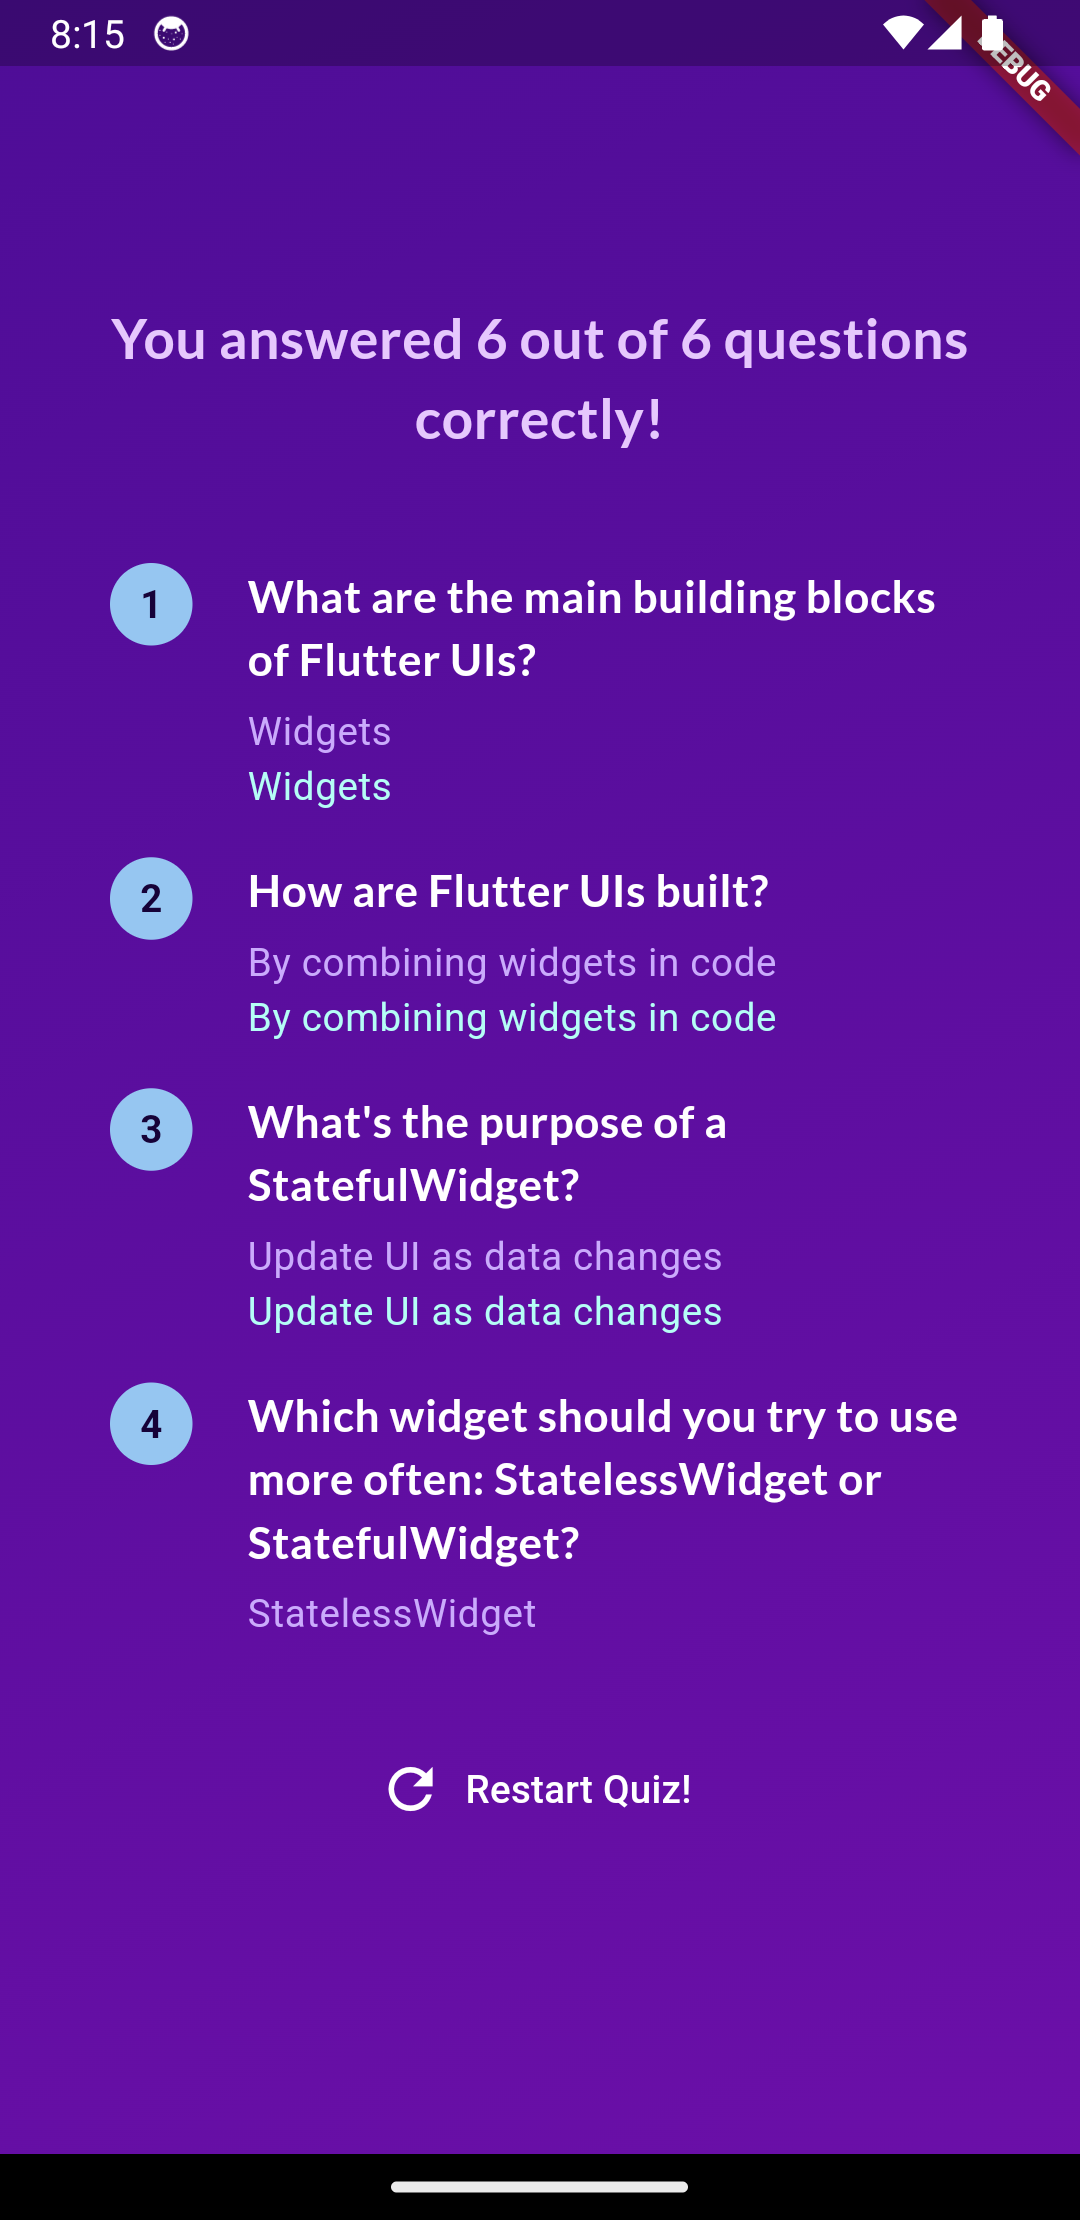 8:15
DEBUG
You answered 6 out of 6 questions
correctly!
1
What are the main building blocks
of Flutter UIs?
Widgets
Widgets
2
How are Flutter UIs built?
By combining widgets in code
By combining widgets in code
3
What's the purpose of a
StatefulWidget?
Update UI as data changes
Update UI as data changes
4
Which widget should you try to use
more often: StatelessWidget or
StatefulWidget?
StatelessWidget
Restart Quiz!